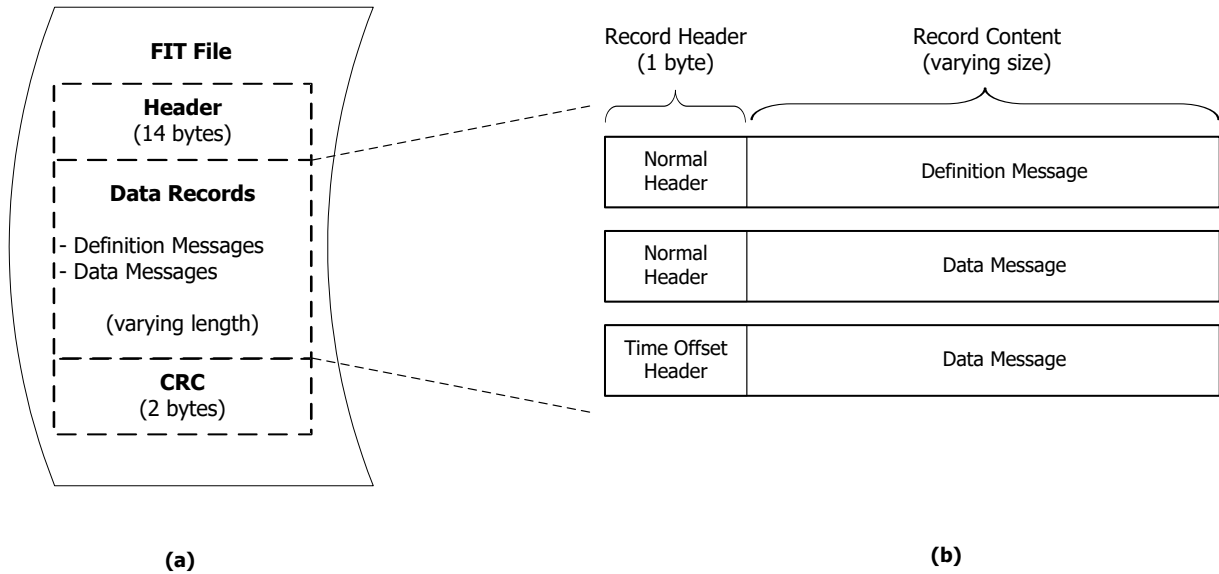 FIT File
Header
(14 bytes)
Data Records
- Definition Messages
- Data Messages
(varying length)
CRC
(2 bytes)
(a)
Record Header
(1 byte)
Record Content
(varying size)
Normal
Header
Definition Message
Normal
Header
Data Message
Time Offset
Header
Data Message
(b)